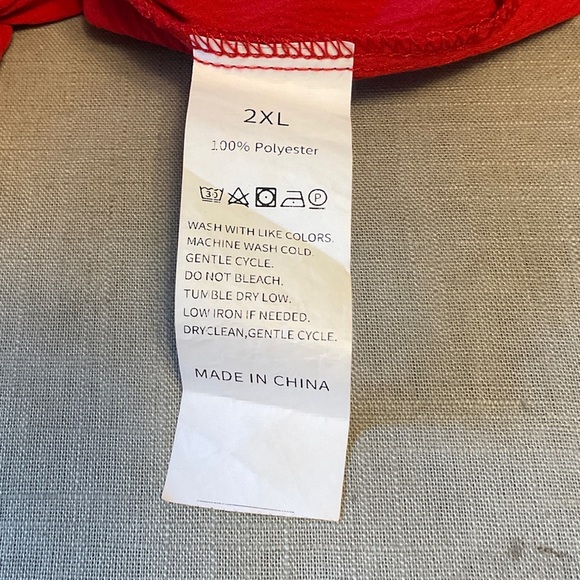 2XL
100% Polyester
30 P
WASH WITH LIKE COLORS.
MACHINE WASH COLD.
GENTLE CYCLE.
DO NOT BLEACH.
TUMBLE DRY LOW.
LOW IRON IF NEEDED.
DRYCLEAN,GENTLE CYCLE.
MADE IN CHINA